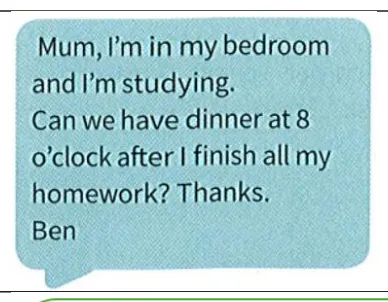 Mum, I'm in my bedroom
and I'm studying.
Can we have dinner at 8
o'clock after I finish all my
homework? Thanks.
Ben